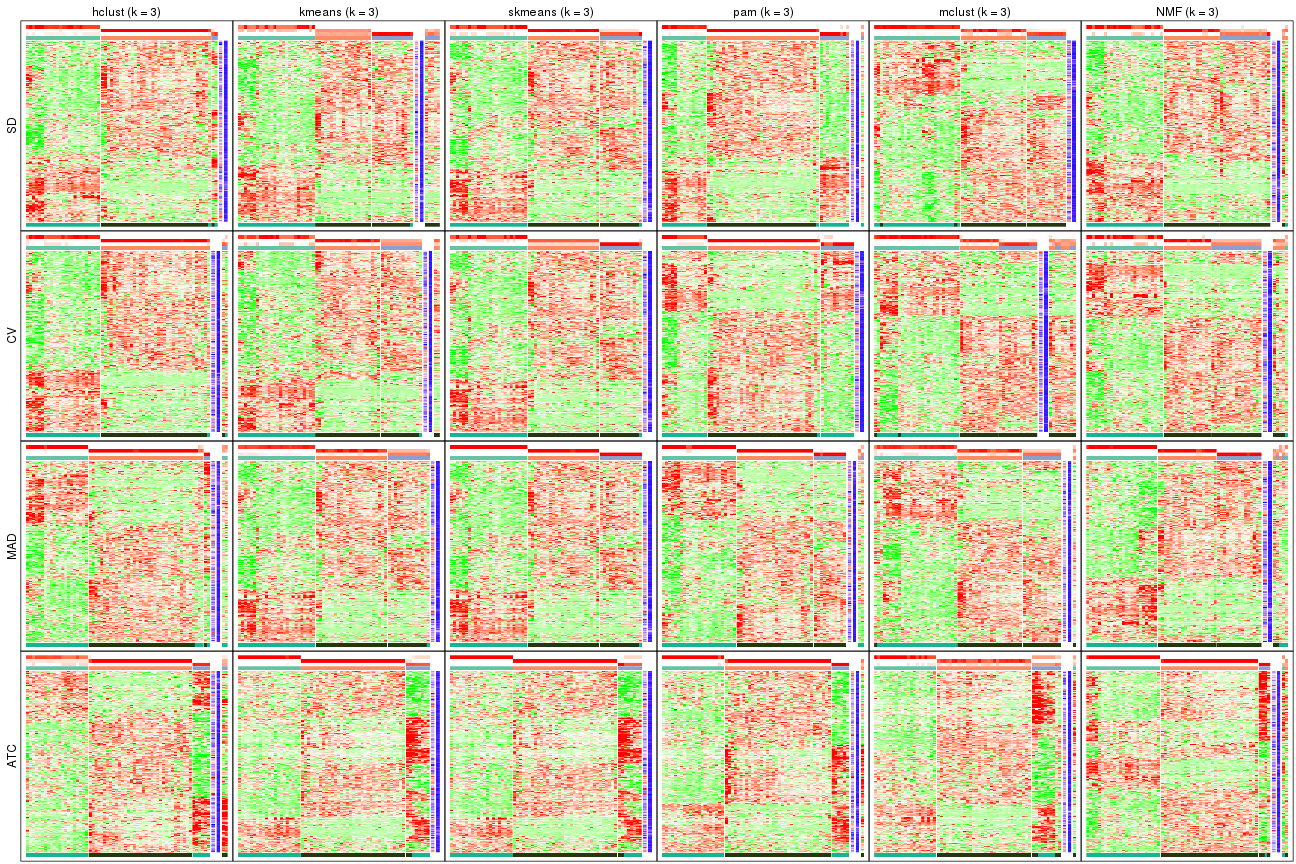 hclust (k = 3) kmeans (k = 3) skmeans (k = 3) pam (k = 3) mclust (k = 3) NMF (k = 3)
SD
CV
MAD
ATC